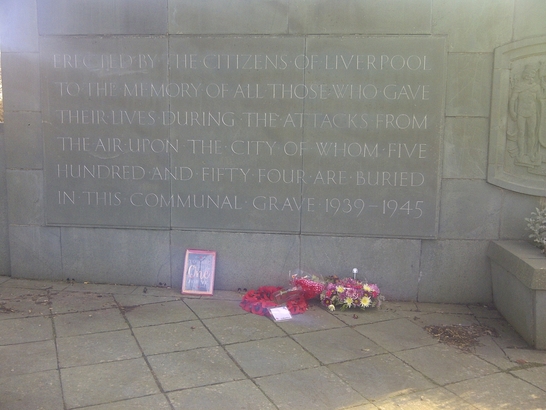 ERECTED·BY·THE·CITIZENS·OF·LIVERPOOL
TO·THE·MEMORY·OF·ALL·THOSE·WHO·GAVE
THEIR·LIVES·DURING·THE·ATTACKS·FROM
THE·AIR·UPON·THE·CITY·OF·WHOM·FIVE
HUNDRED·AND·FIFTY·FOUR·ARE·BURIED
IN·THIS·COMMUNAL·GRAVE·1939–1945